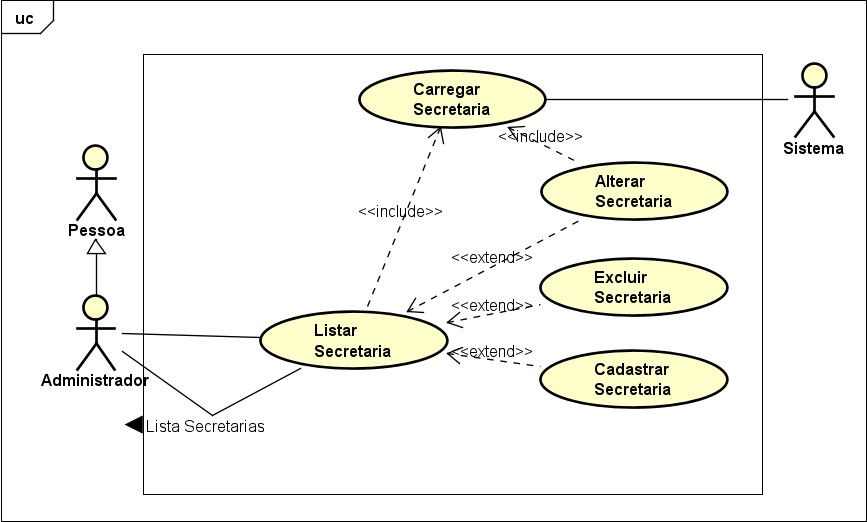 uc
Carregar
Secretaria
Sistema
<<include>>
Alterar
Secretaria
Pessoa
<<include>>
<<extend>>
Excluir
Secretaria
<<extend>>
Listar
Secretaria
<<extend>>
Cadastrar
Secretaria
Administrador
Lista Secretarias